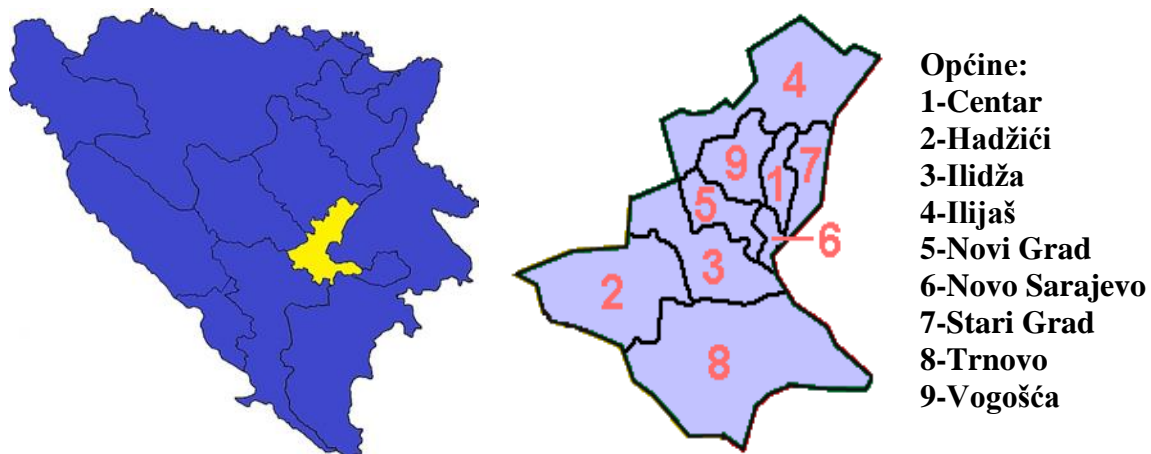 4
9
1
7
5
6
3
2
8
Općine:
1-Centar
2-Hadžići
3-Ilidža
4-Ilijaš
5-Novi Grad
6-Novo Sarajevo
7-Stari Grad
8-Trnovo
9-Vogošća